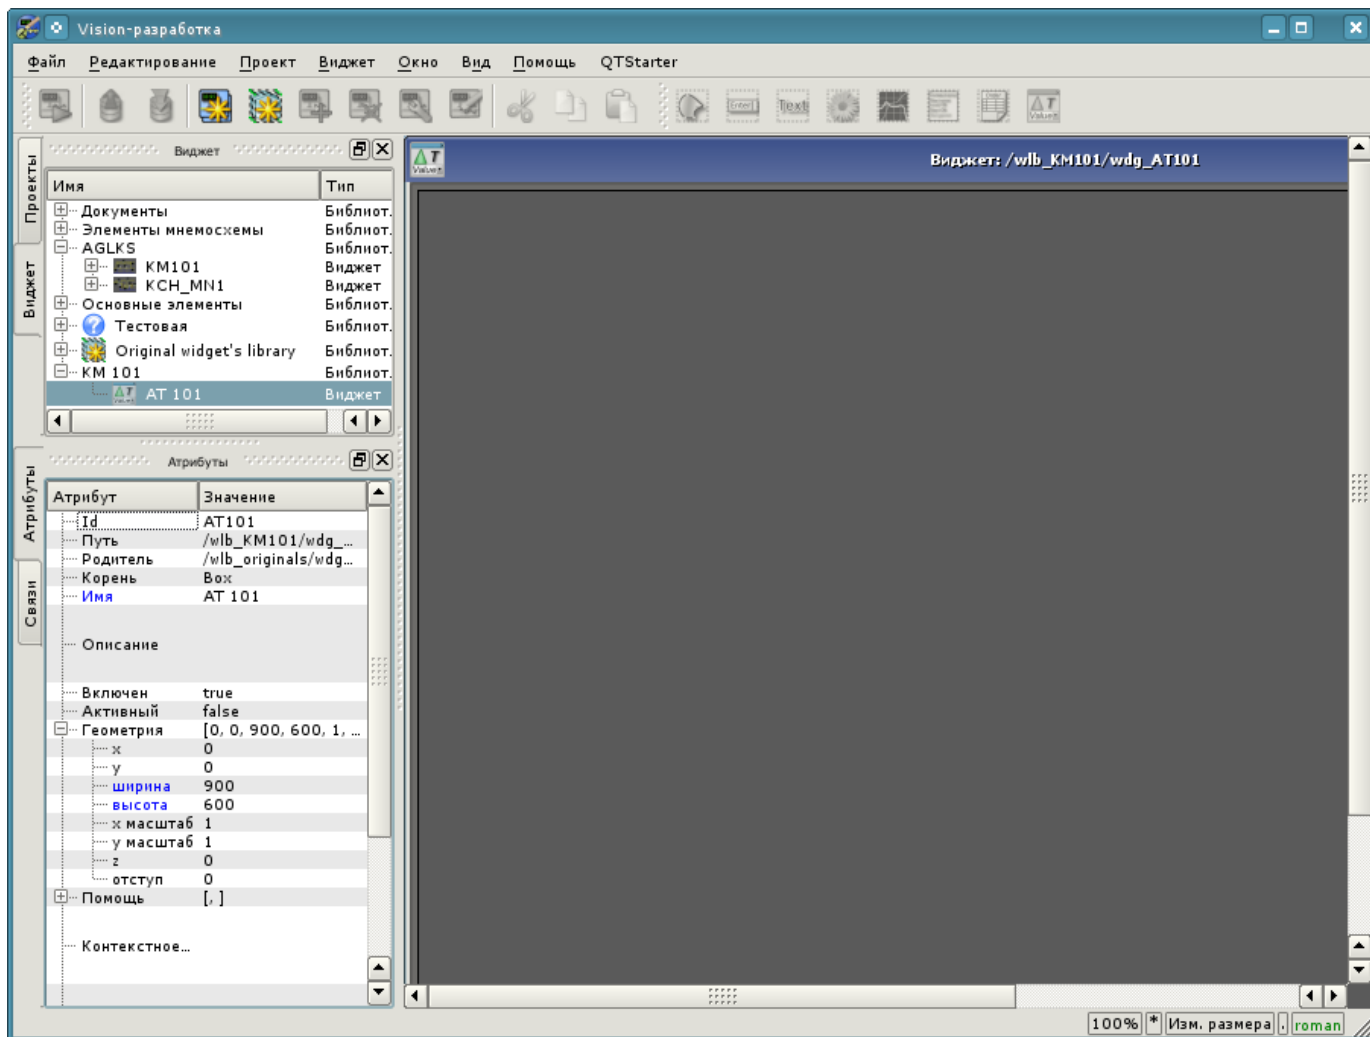 Vision-разработка
Файл Редактирование Проект Виджет Окно Вид Помощь QTStarter
Проекты
Виджет
Атрибуты
Связи
Виджет
Имя Тип
Документы Библиот.
Элементы мнемосхемы Библиот.
AGLKS Библиот.
KM101 Виджет
KCH_MN1 Виджет
Основные элементы Библиот.
Тестовая Библиот.
Original widget's library Библиот.
KM 101 Библиот.
AT 101 Виджет
Атрибуты
Атрибут Значение
Id AT101
Путь /wlb_KM101/wdg_...
Родитель /wlb_originals/wdg...
Корень Box
Имя AT 101
Описание
Включен true
Активный false
Геометрия [0, 0, 900, 600, 1, ...
x 0
y 0
ширина 900
высота 600
x масштаб 1
y масштаб 1
z 0
отступ 0
Помощь [, ]
Контекстное...
Виджет: /wlb_KM101/wdg_AT101
100% * Изм. размера . roman